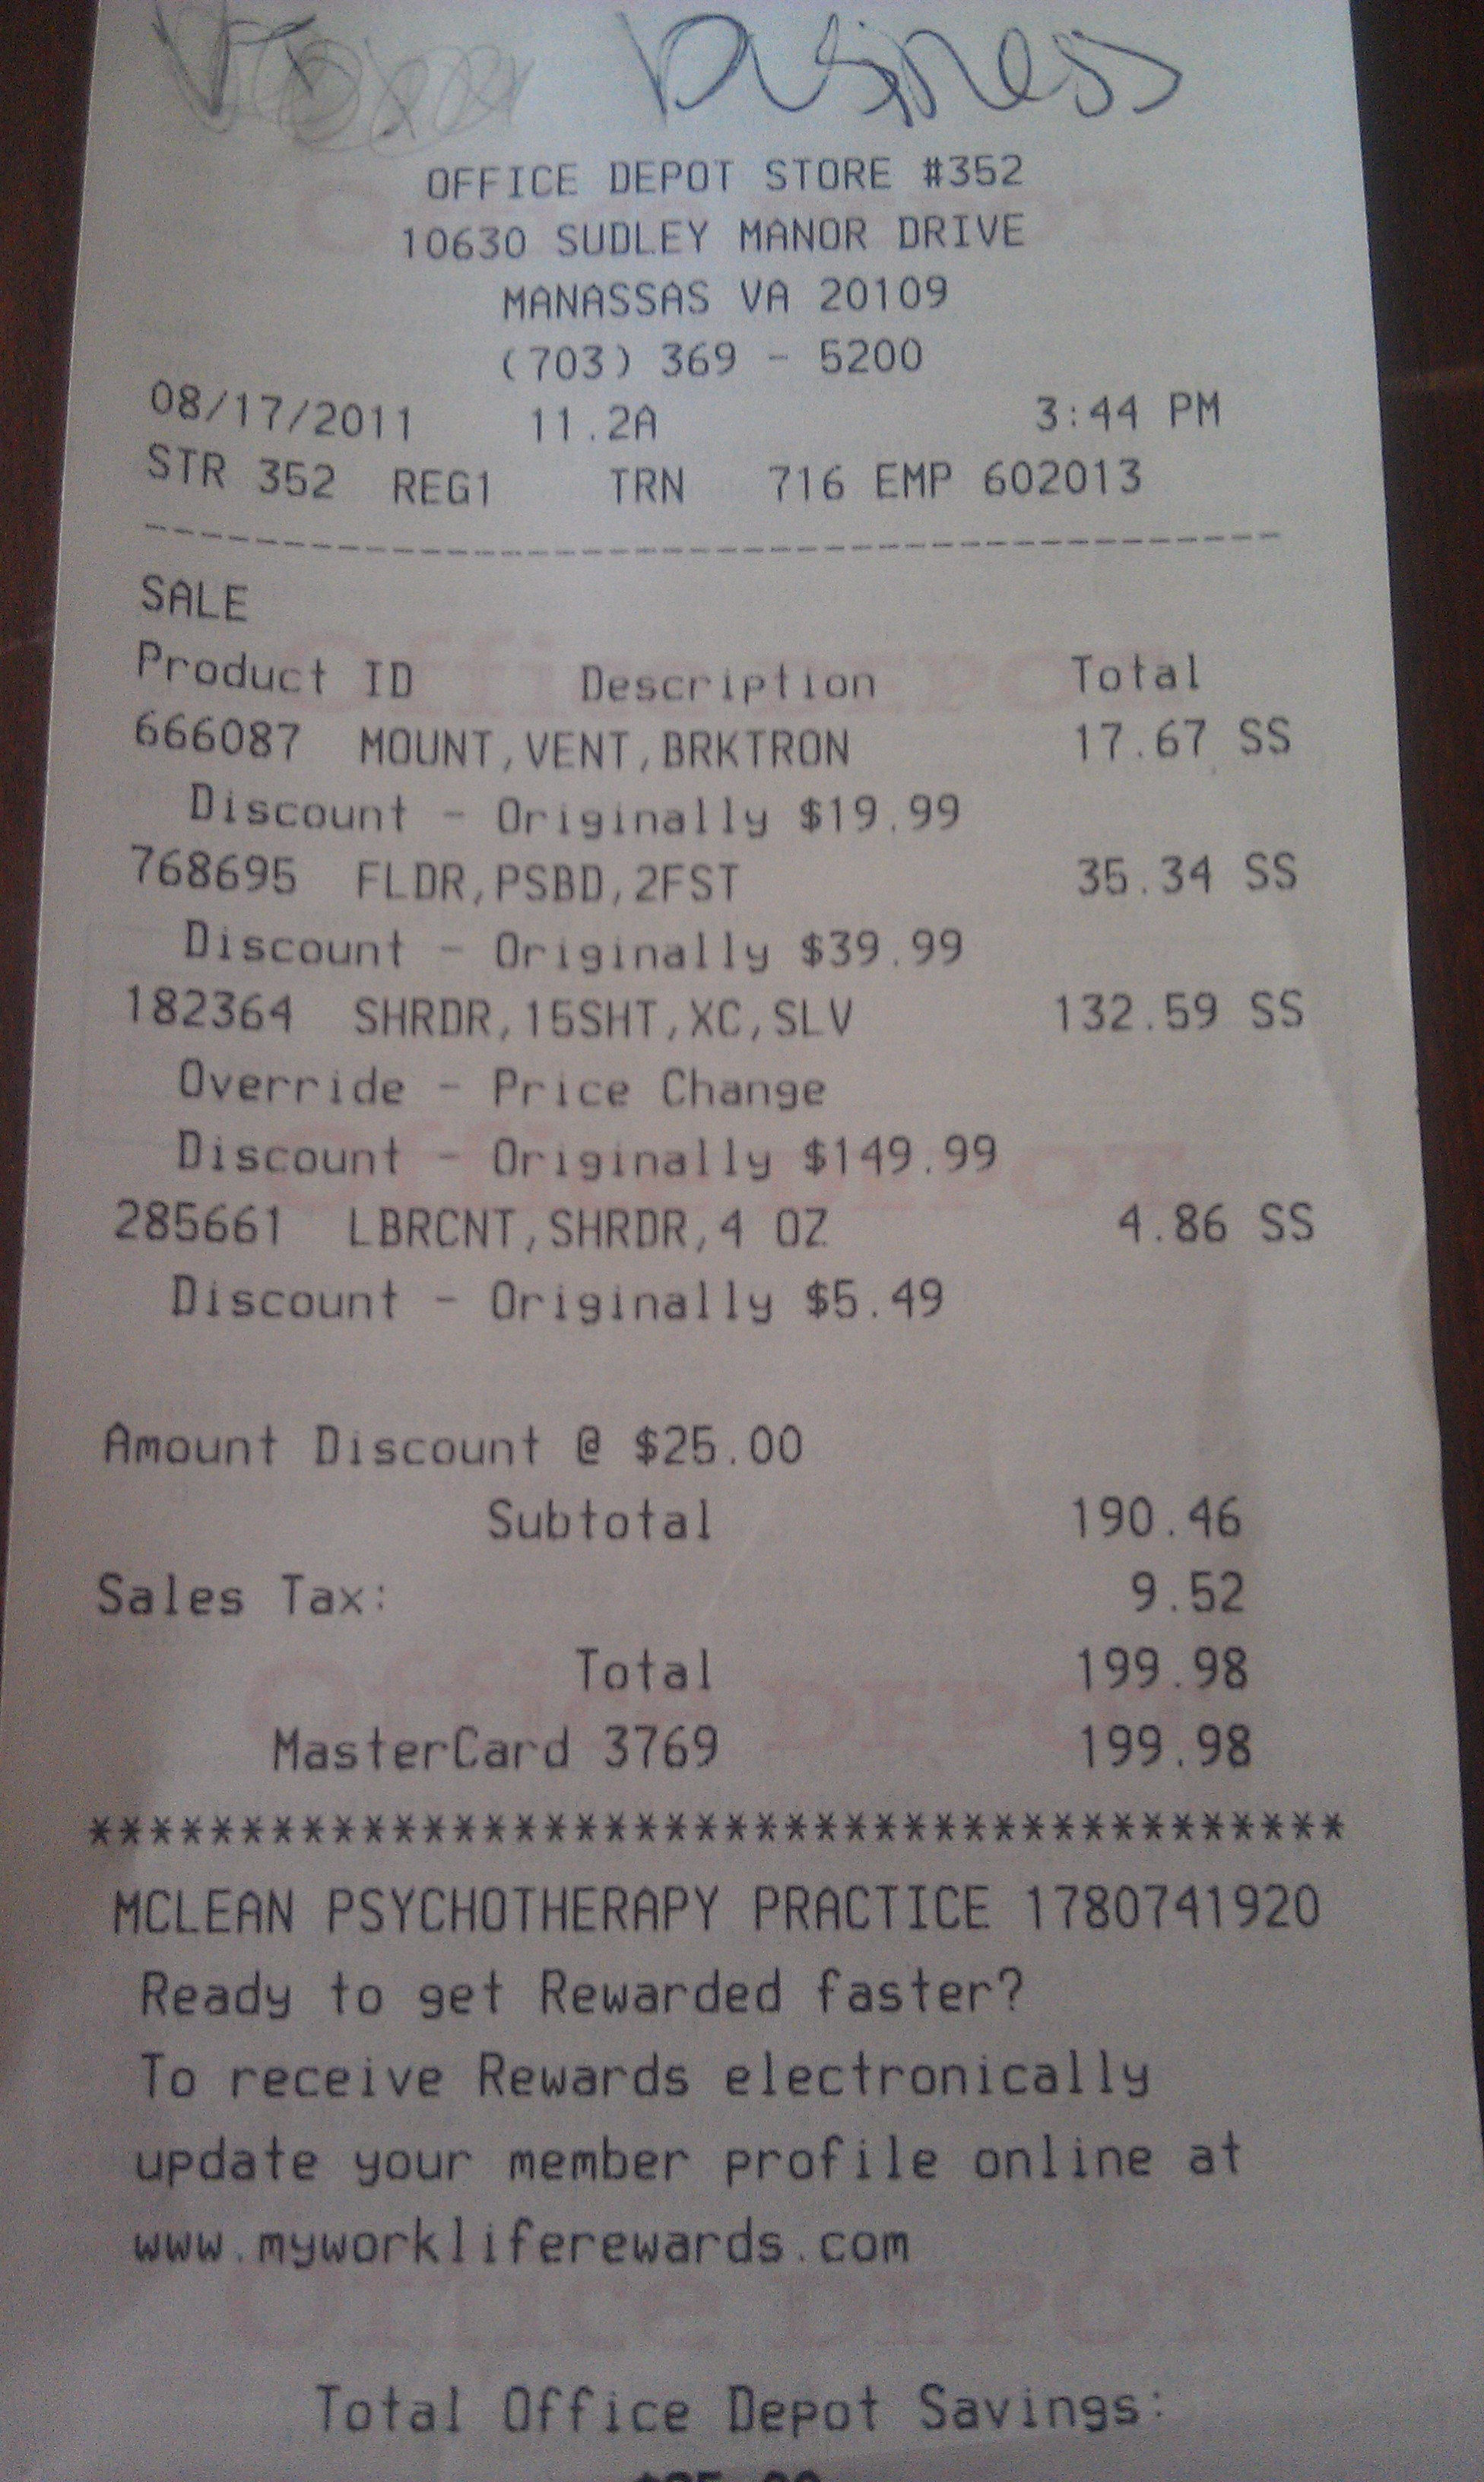 business
OFFICE DEPOT STORE #352
10630 SUDLEY MANOR DRIVE
MANASSAS VA 20109
(703) 369 - 5200
08/17/2011 11.2A 3:44 PM
STR 352 REG1 TRN 716 EMP 602013
SALE
Product ID Description Total
666087 MOUNT,VENT,BRKTRON 17.67 SS
Discount - Originally $19.99
768695 FLDR,PSBD,2FST 35.34 SS
Discount - Originally $39.99
182364 SHRDR,15SHT,XC,SLV 132.59 SS
Override - Price Change
Discount - Originally $149.99
285661 LBRCNT,SHRDR,4 OZ 4.86 SS
Discount - Originally $5.49
Amount Discount @ $25.00
Subtotal 190.46
Sales Tax: 9.52
Total 199.98
MasterCard 3769 199.98
******************************************
MCLEAN PSYCHOTHERAPY PRACTICE 1780741920
Ready to get Rewarded faster?
To receive Rewards electronically
update your member profile online at
www.myworkliferewards.com
Total Office Depot Savings: